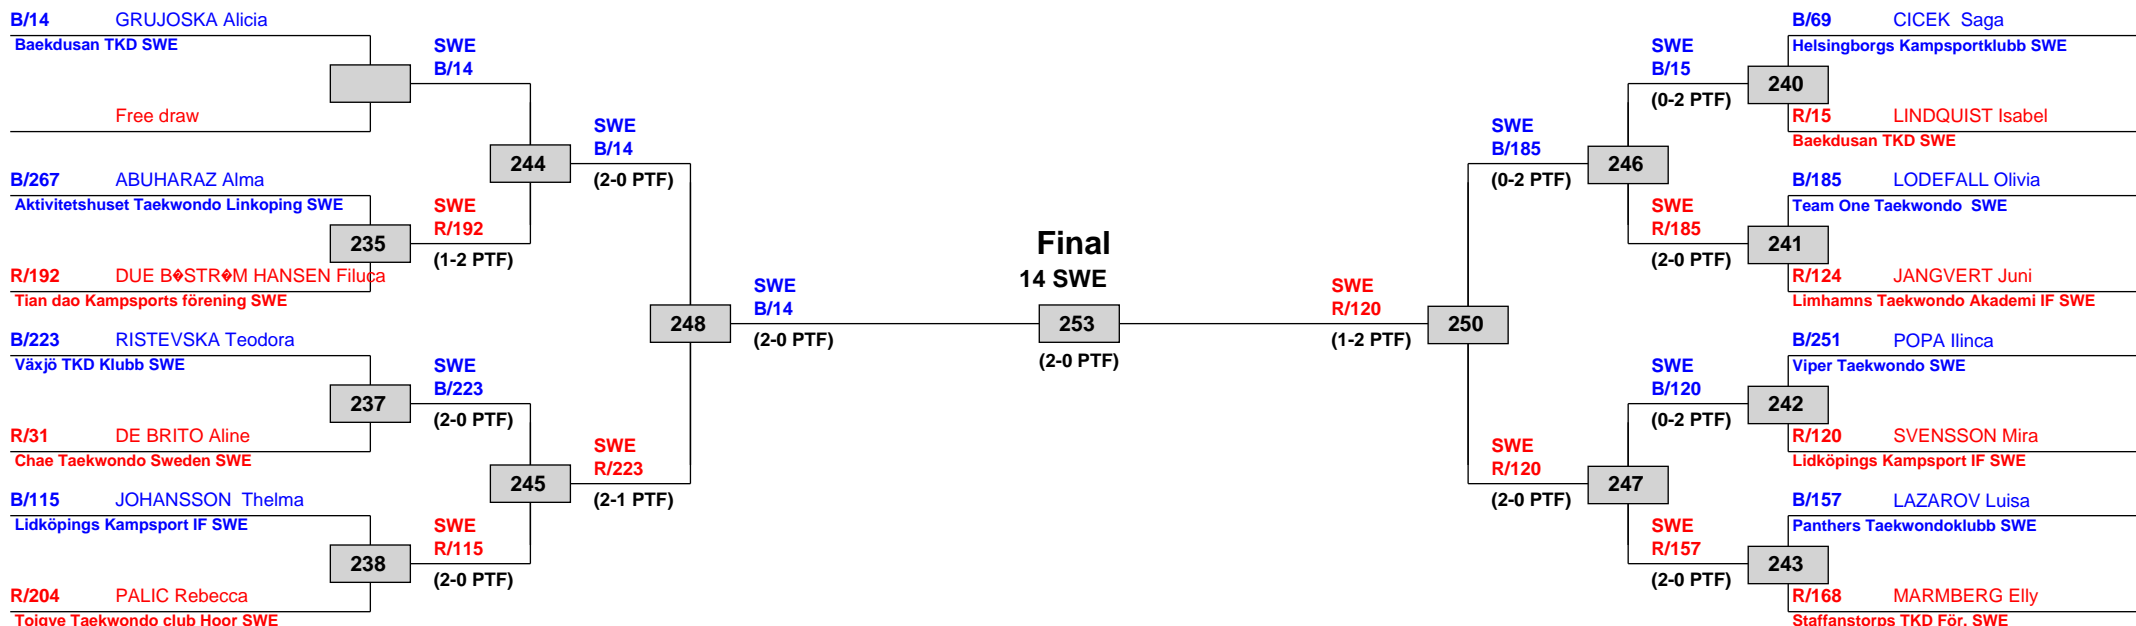 B/14 GRUJOSKA Alicia
Baekdusan TKD SWE
Free draw
B/267 ABUHARAZ Alma
Aktivitetshuset Taekwondo Linkoping SWE
235
R/192 DUE B�STR�M HANSEN Filuca
Tian dao Kampsports förening SWE
B/223 RISTEVSKA Teodora
Växjö TKD Klubb SWE
237
R/31 DE BRITO Aline
Chae Taekwondo Sweden SWE
B/115 JOHANSSON Thelma
Lidköpings Kampsport IF SWE
238
R/204 PALIC Rebecca
Toigye Taekwondo club Hoor SWE
SWE
B/14
244
SWE
R/192
(1-2 PTF)
SWE
B/223
(2-0 PTF)
245
SWE
R/115
(2-0 PTF)
SWE
B/14
(2-0 PTF)
248
SWE
R/223
(2-1 PTF)
SWE
B/14
(2-0 PTF)
Final
14 SWE
253
(2-0 PTF)
SWE
R/120
(1-2 PTF)
SWE
B/185
(0-2 PTF)
250
SWE
R/120
(2-0 PTF)
SWE
B/15
(0-2 PTF)
246
SWE
R/185
(2-0 PTF)
SWE
B/120
(0-2 PTF)
247
SWE
R/157
(2-0 PTF)
B/69 CICEK Saga
Helsingborgs Kampsportklubb SWE
240
R/15 LINDQUIST Isabel
Baekdusan TKD SWE
B/185 LODEFALL Olivia
Team One Taekwondo SWE
241
R/124 JANGVERT Juni
Limhamns Taekwondo Akademi IF SWE
B/251 POPA Ilinca
Viper Taekwondo SWE
242
R/120 SVENSSON Mira
Lidköpings Kampsport IF SWE
B/157 LAZAROV Luisa
Panthers Taekwondoklubb SWE
243
R/168 MARMBERG Elly
Staffanstorps TKD För. SWE